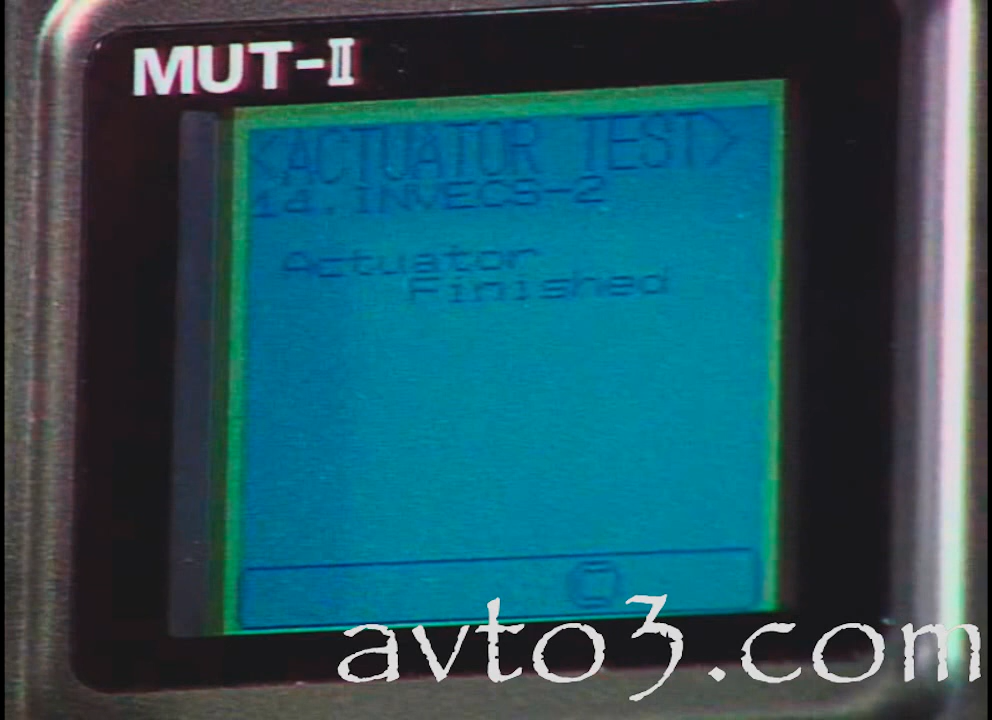 MUT-II
<ACTUATOR TEST>
14.INVECS-2
Actuator
Finished
avto3.com